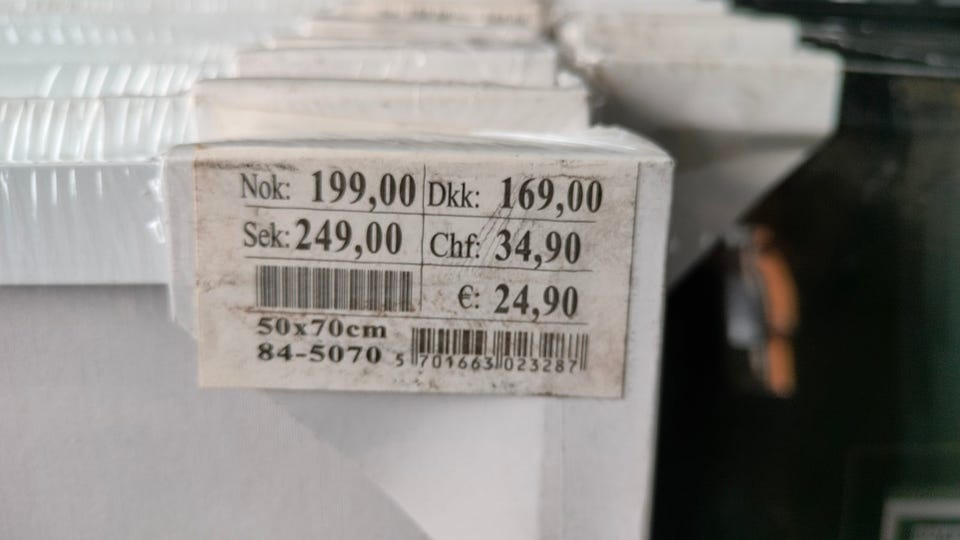 Nok: 199,00 Dkk: 169,00
Sek: 249,00 Chf: 34,90
€: 24,90
50x70cm
84-5070 5 701663 023287